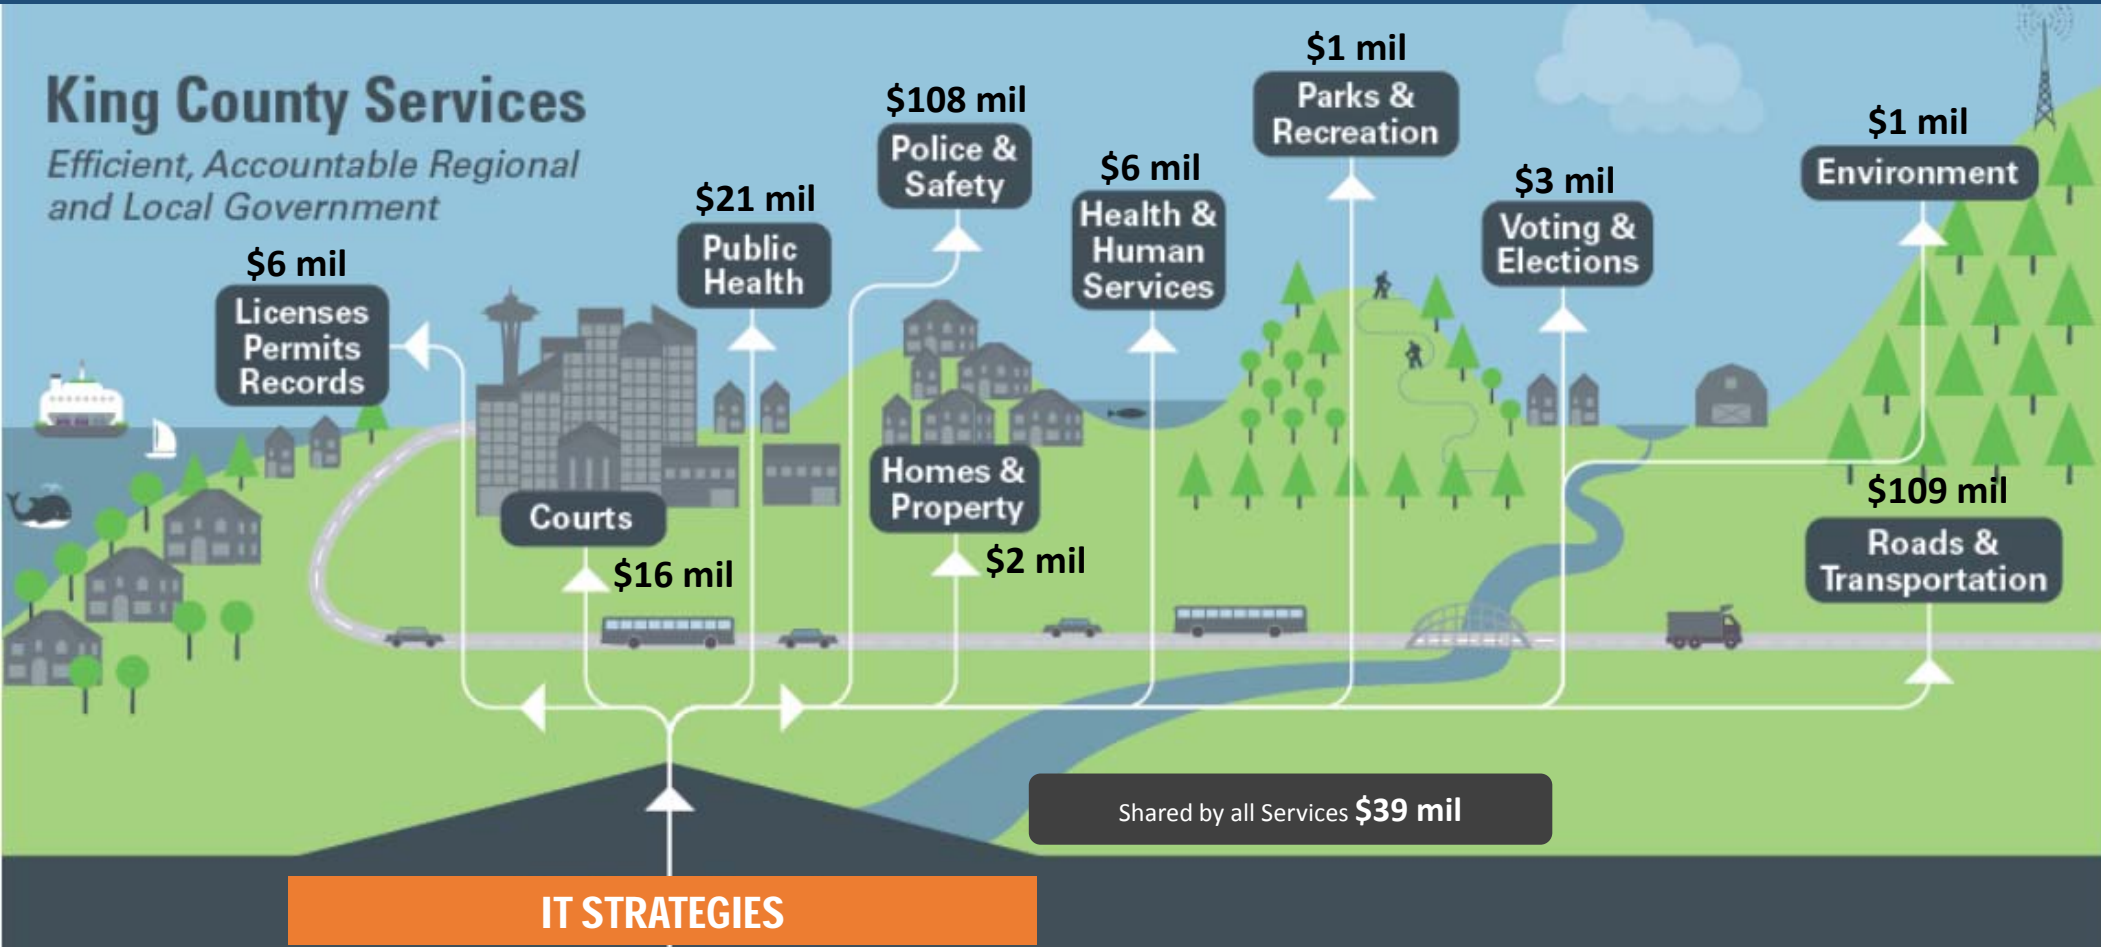 King County Services
Efficient, Accountable Regional
and Local Government
$6 mil
Licenses
Permits
Records
Courts
$16 mil
$21 mil
Public
Health
$108 mil
Police &
Safety
Homes &
Property
$2 mil
$6 mil
Health &
Human
Services
$1 mil
Parks &
Recreation
$3 mil
Voting &
Elections
$1 mil
Environment
$109 mil
Roads &
Transportation
Shared by all Services $39 mil
IT STRATEGIES